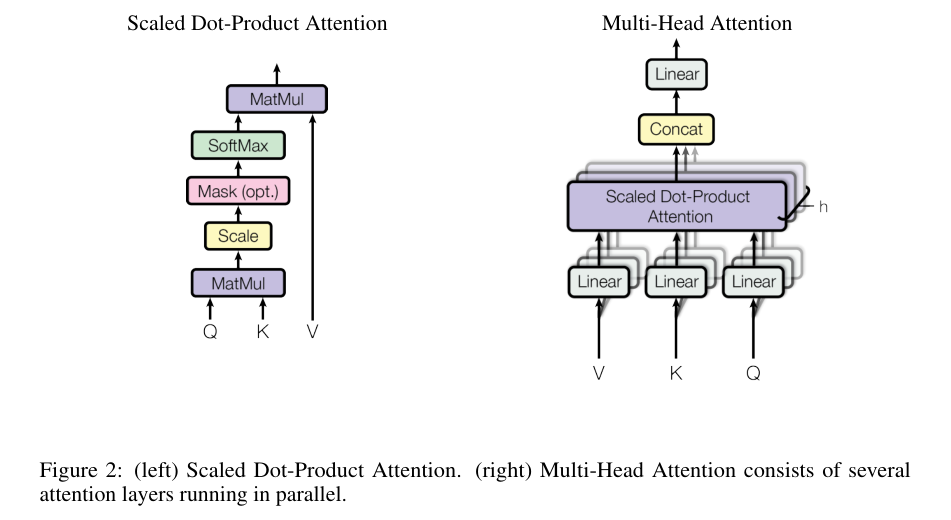 Scaled Dot-Product Attention
MatMul
SoftMax
Mask (opt.)
Scale
MatMul
Q K V
Multi-Head Attention
Linear
Concat
Scaled Dot-Product
Attention
h
Linear Linear Linear
V K Q
Figure 2: (left) Scaled Dot-Product Attention. (right) Multi-Head Attention consists of several
attention layers running in parallel.